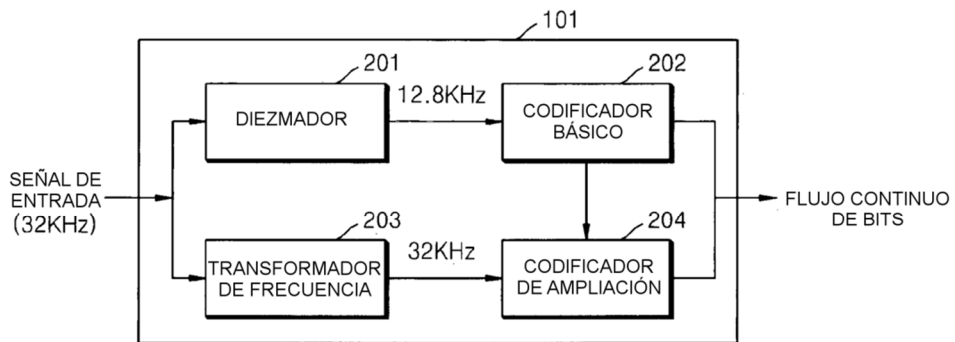 101
201
202
12.8KHz
DIEZMADOR
CODIFICADOR
BÁSICO
SEÑAL DE
ENTRADA
(32KHz)
FLUJO CONTINUO
DE BITS
203
204
32KHz
TRANSFORMADOR
DE FRECUENCIA
CODIFICADOR
DE AMPLIACIÓN